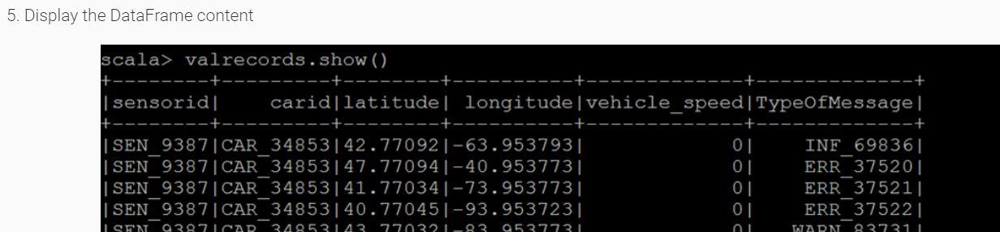 5. Display the DataFrame content
scala> valrecords.show()
+--------+---------+--------+----------+-------------+-------------+
|sensorid|    carid|latitude| longitude|vehicle_speed|TypeOfMessage|
+--------+---------+--------+----------+-------------+-------------+
|SEN_9387|CAR_34853|42.77092|-63.953793|            0|    INF_69836|
|SEN_9387|CAR_34853|47.77094|-40.953773|            0|    ERR_37520|
|SEN_9387|CAR_34853|41.77034|-73.953773|            0|    ERR_37521|
|SEN_9387|CAR_34853|40.77045|-93.953723|            0|    ERR_37522|
|SEN_9387|CAR_34853|43.77032|-83.953773|            0|   WARN_83731|